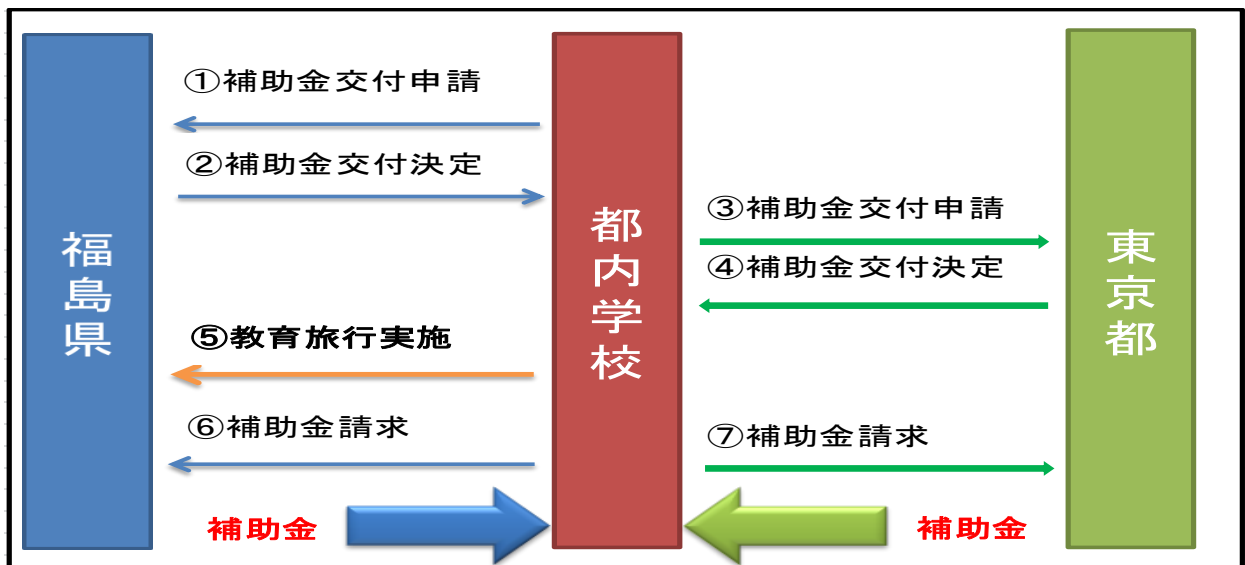 ①補助金交付申請
②補助金交付決定
③補助金交付申請
④補助金交付決定
⑤教育旅行実施
⑥補助金請求
⑦補助金請求
補助金
補助金
福島県
都内学校
東京都